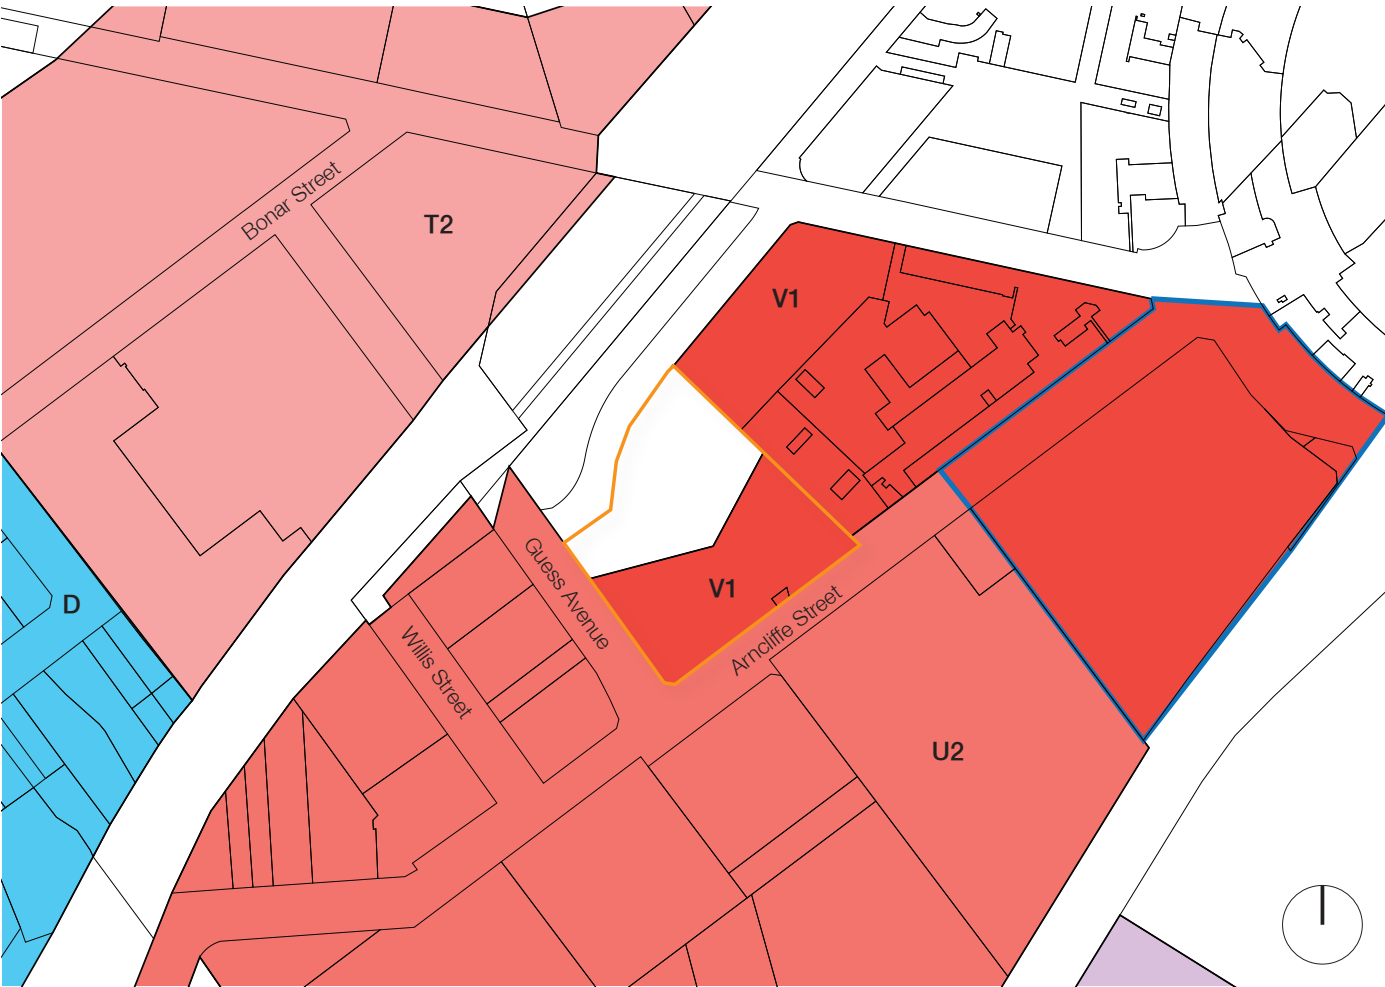 Bonar Street
T2
V1
Guess Avenue
V1
D
Arncliffe Street
Willis Street
U2